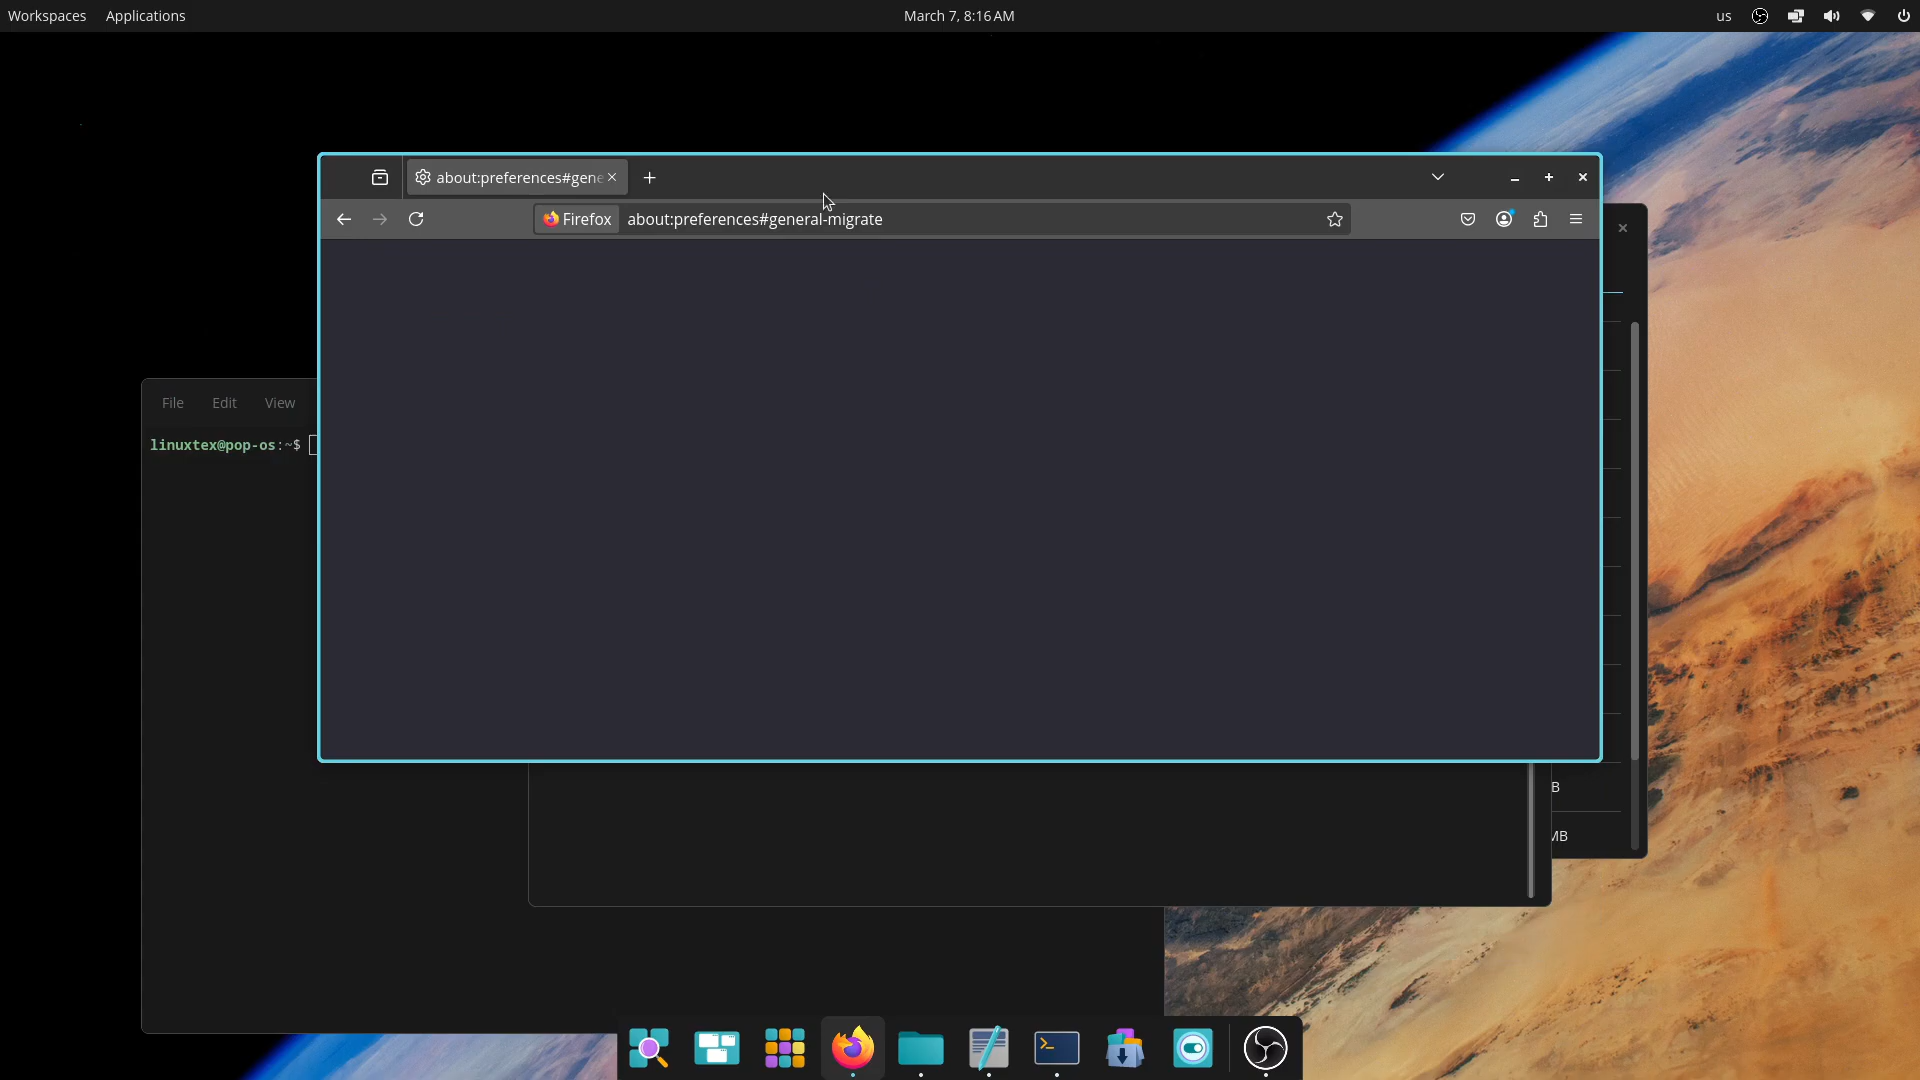 Workspaces Applications March 7, 8:16 AM us
about:preferences#gene
Firefox about:preferences#general-migrate
File Edit View
linuxtex@pop-os:~$
B
MB